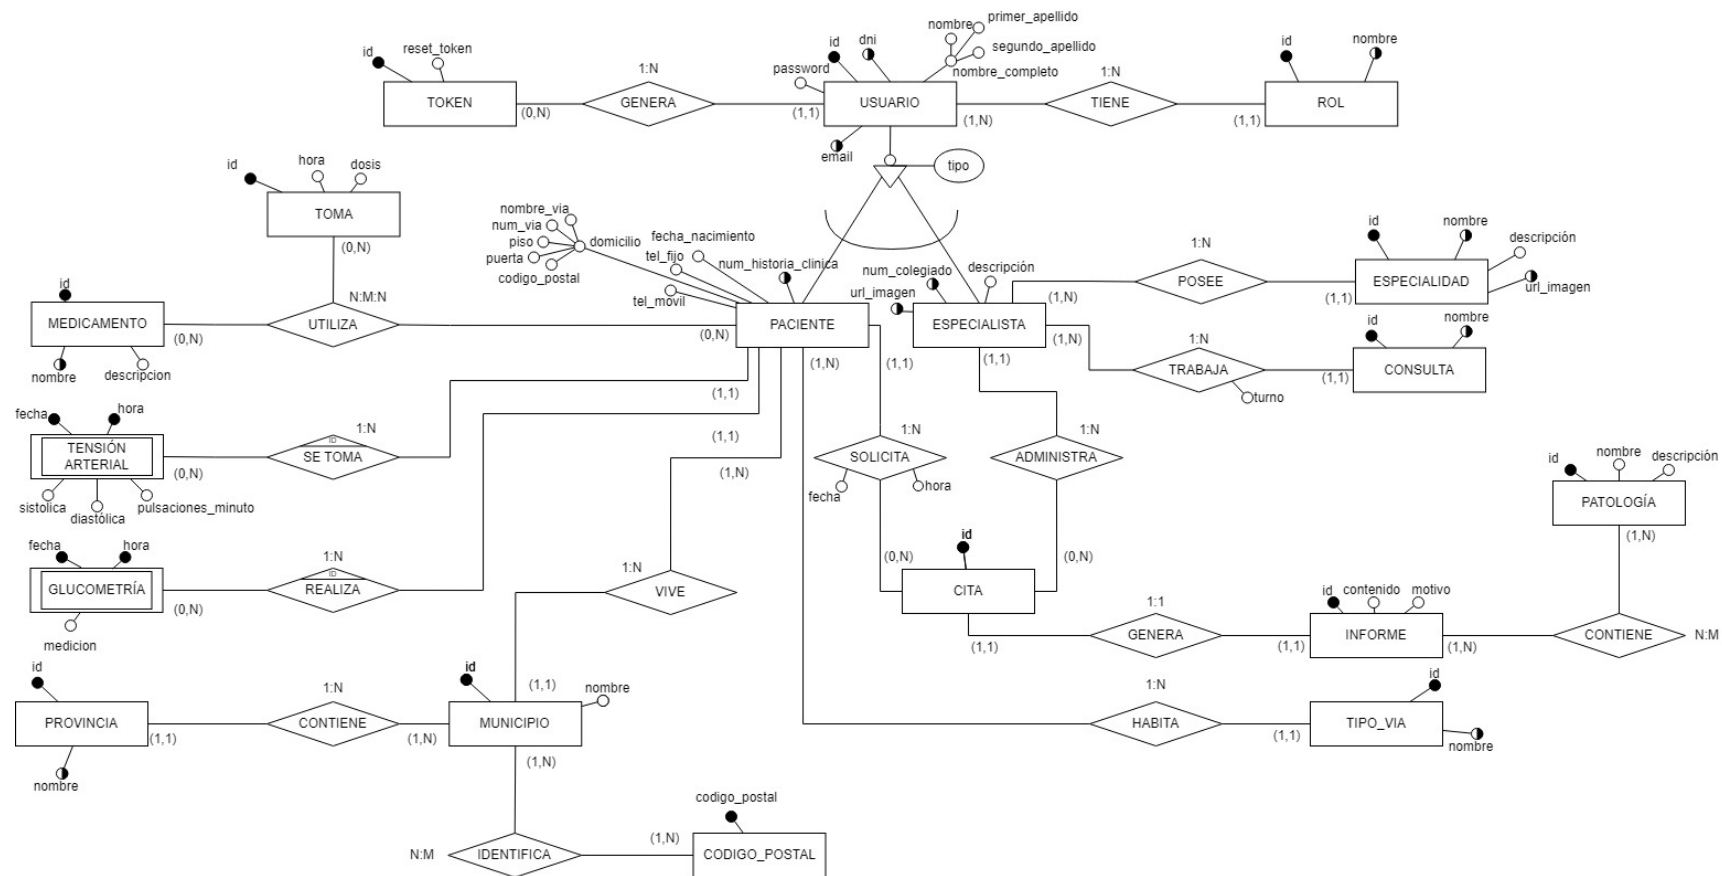 primer_apellido
nombre
id
dni
segundo_apellido
nombre_completo
password
id
reset_token
id
nombre
1:N
1:N
TOKEN
GENERA
USUARIO
TIENE
ROL
(0,N)
(1,1)
(1,N)
(1,1)
email
tipo
id
hora
dosis
TOMA
(0,N)
nombre_via
num_via
piso
puerta
codigo_postal
domicilio
fecha_nacimiento
tel_fijo
num_historia_clinica
tel_movil
num_colegiado
descripción
url_imagen
1:N
POSEE
id
nombre
descripción
ESPECIALIDAD
url_imagen
(1,N)
(1,1)
id
MEDICAMENTO
(0,N)
nombre
descripcion
N:M:N
UTILIZA
(0,N)
PACIENTE
ESPECIALISTA
(1,N)
(1,1)
(1,1)
(1,N)
1:N
TRABAJA
turno
(1,1)
id
nombre
CONSULTA
fecha
hora
TENSIÓN
ARTERIAL
(0,N)
sistolica
diastólica
pulsaciones_minuto
1:N
ID
SE TOMA
(1,1)
(1,1)
(1,N)
1:N
SOLICITA
fecha
hora
1:N
ADMINISTRA
(0,N)
(0,N)
id
CITA
id
nombre
descripción
PATOLOGÍA
(1,N)
fecha
hora
GLUCOMETRÍA
(0,N)
medicion
1:N
ID
REALIZA
1:N
VIVE
1:1
GENERA
(1,1)
(1,1)
id
contenido
motivo
INFORME
(1,N)
CONTIENE
N:M
id
PROVINCIA
(1,1)
nombre
1:N
CONTIENE
(1,N)
id
(1,1)
nombre
MUNICIPIO
(1,N)
1:N
HABITA
(1,1)
id
TIPO_VIA
nombre
N:M
IDENTIFICA
(1,N)
codigo_postal
CODIGO_POSTAL